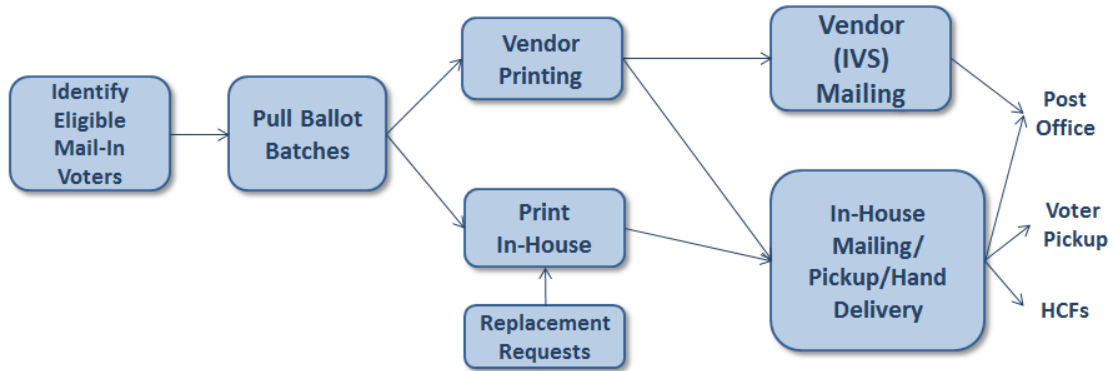 Identify
Eligible
Mail-In
Voters
Pull Ballot
Batches
Vendor
Printing
Print
In-House
Replacement
Requests
Vendor
(IVS)
Mailing
In-House
Mailing/
Pickup/Hand
Delivery
Post
Office
Voter
Pickup
HCFs